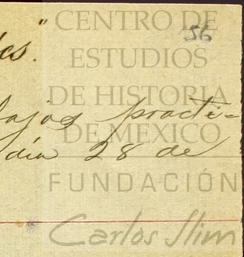 CENTRO DE
56
ESTUDIOS
es."
DE HISTORIA
bajos practi-
DE MEXICO
día 28 de
FUNDACIÓN
Carlos Slim